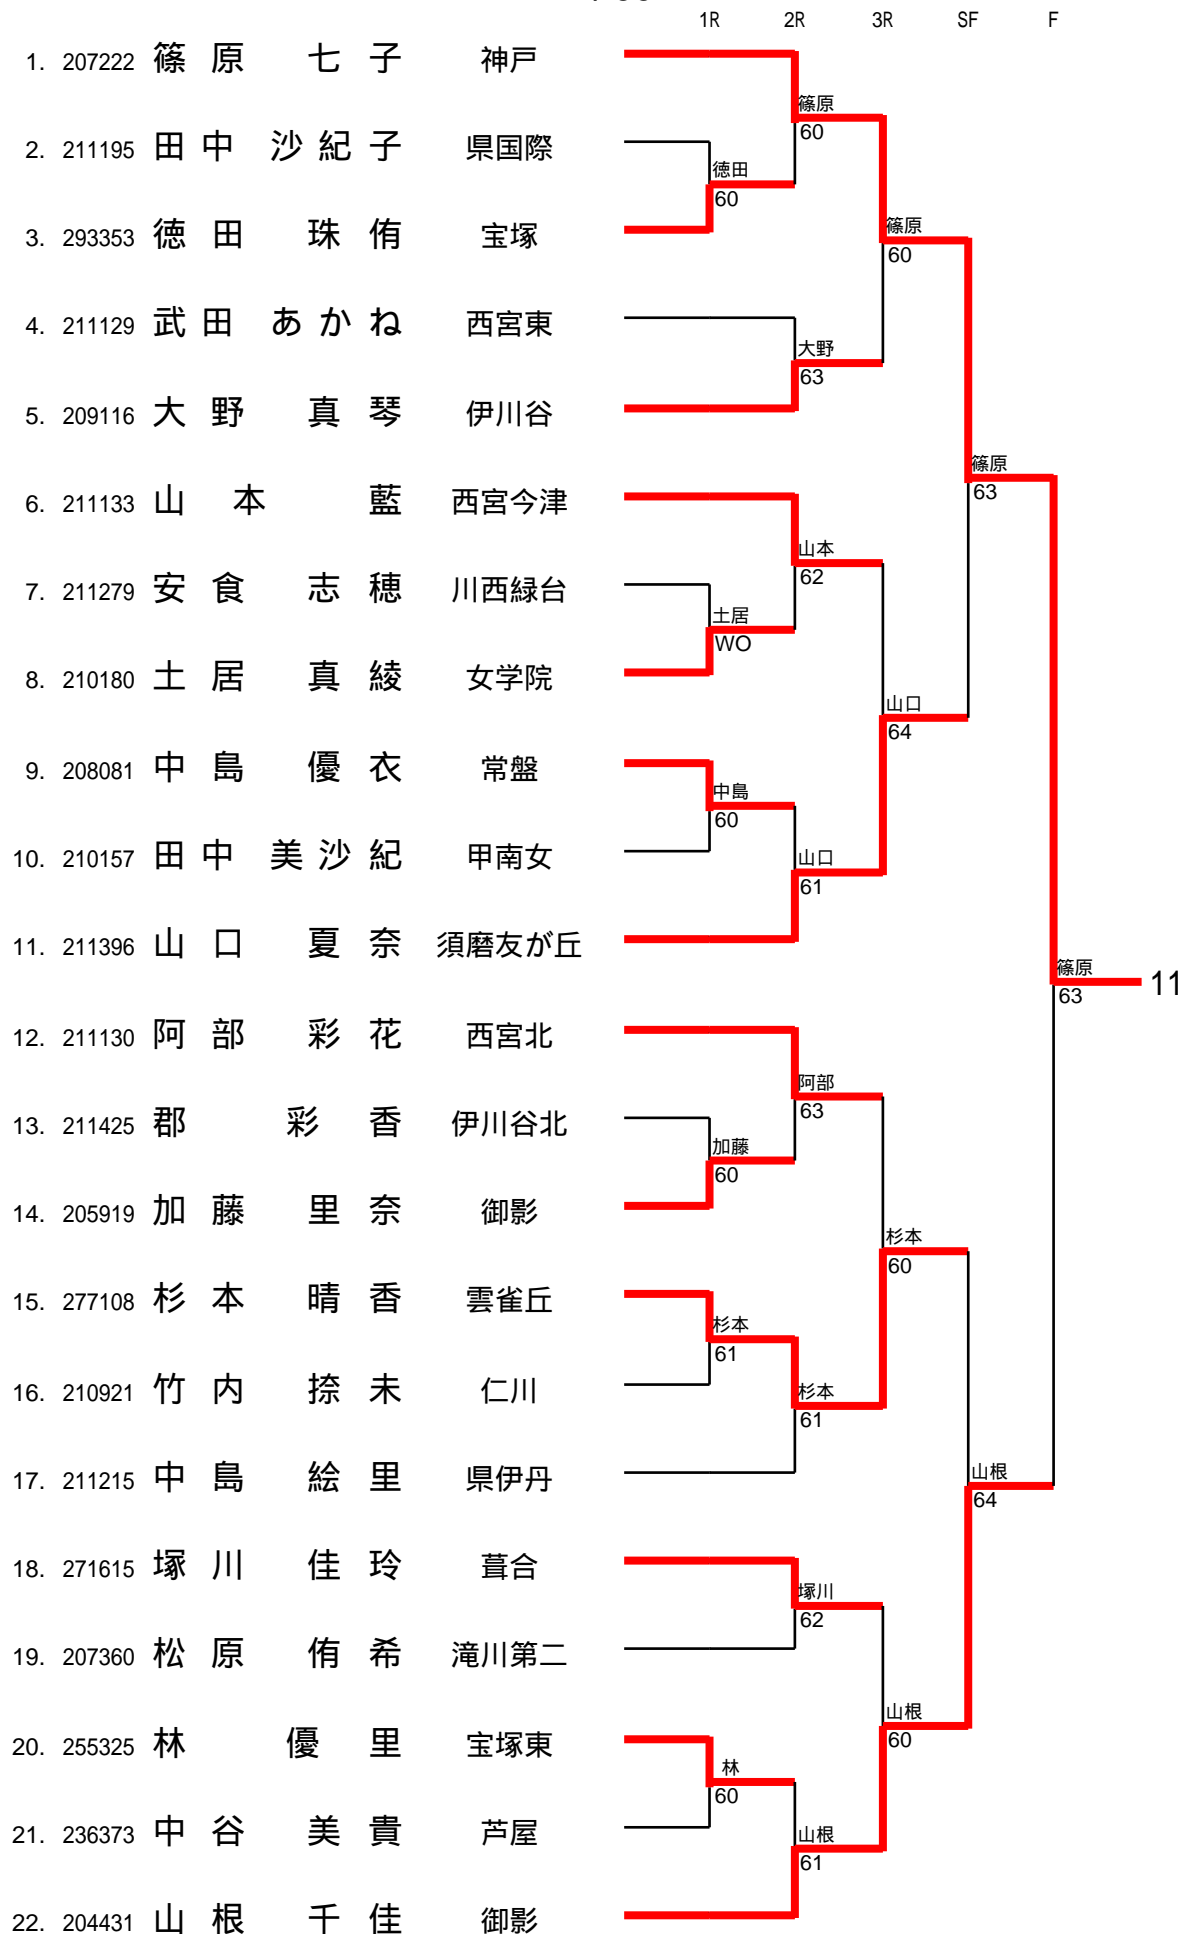 1R 2R 3R SF F
1. 207222 篠原 七子 神戸
篠原
60
2. 211195 田中 沙紀子 県国際
徳田
60
3. 293353 徳田 珠侑 宝塚
篠原
60
4. 211129 武田 あかね 西宮東
大野
63
5. 209116 大野 真琴 伊川谷
篠原
63
6. 211133 山本 藍 西宮今津
山本
62
7. 211279 安食 志穂 川西緑台
土居
WO
8. 210180 土居 真綾 女学院
山口
64
9. 208081 中島 優衣 常盤
中島
60
10. 210157 田中 美沙紀 甲南女
山口
61
11. 211396 山口 夏奈 須磨友が丘
篠原
63
11
12. 211130 阿部 彩花 西宮北
阿部
63
13. 211425 郡 彩香 伊川谷北
加藤
60
14. 205919 加藤 里奈 御影
杉本
60
15. 277108 杉本 晴香 雲雀丘
杉本
61
16. 210921 竹内 捺未 仁川
杉本
61
17. 211215 中島 絵里 県伊丹
山根
64
18. 271615 塚川 佳玲 葺合
塚川
62
19. 207360 松原 侑希 滝川第二
山根
60
20. 255325 林 優里 宝塚東
林
60
21. 236373 中谷 美貴 芦屋
山根
61
22. 204431 山根 千佳 御影